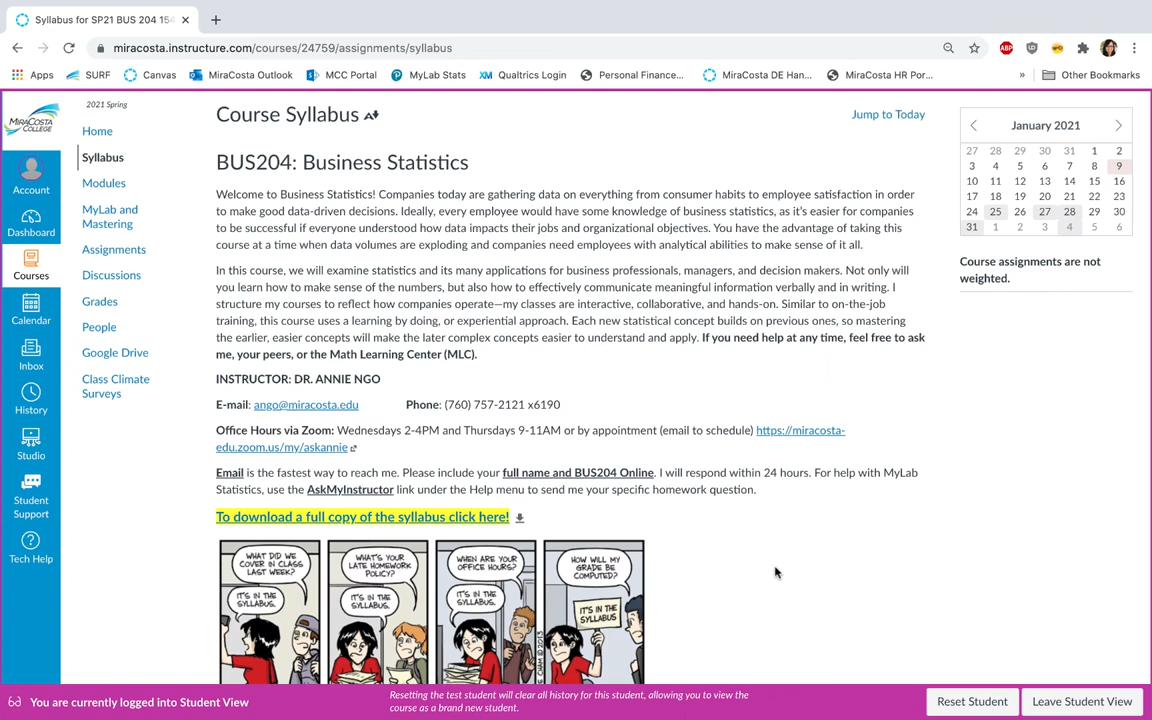 Syllabus for SP21 BUS 204 154
miracosta.instructure.com/courses/24759/assignments/syllabus
ABP
Apps SURF Canvas MiraCosta Outlook MCC Portal MyLab Stats XM Qualtrics Login Personal Finance... MiraCosta DE Han... MiraCosta HR Por... » Other Bookmarks
MIRACOSTA
COLLEGE
Account
Dashboard
Courses
Calendar
Inbox
History
Studio
Student
Support
Tech Help
2021 Spring
Home
Syllabus
Modules
MyLab and
Mastering
Assignments
Discussions
Grades
People
Google Drive
Class Climate
Surveys
Course Syllabus
Jump to Today
BUS204: Business Statistics
Welcome to Business Statistics! Companies today are gathering data on everything from consumer habits to employee satisfaction in order
to make good data-driven decisions. Ideally, every employee would have some knowledge of business statistics, as it's easier for companies
to be successful if everyone understood how data impacts their jobs and organizational objectives. You have the advantage of taking this
course at a time when data volumes are exploding and companies need employees with analytical abilities to make sense of it all.
In this course, we will examine statistics and its many applications for business professionals, managers, and decision makers. Not only will
you learn how to make sense of the numbers, but also how to effectively communicate meaningful information verbally and in writing. I
structure my courses to reflect how companies operate—my classes are interactive, collaborative, and hands-on. Similar to on-the-job
training, this course uses a learning by doing, or experiential approach. Each new statistical concept builds on previous ones, so mastering
the earlier, easier concepts will make the later complex concepts easier to understand and apply. If you need help at any time, feel free to ask
me, your peers, or the Math Learning Center (MLC).
INSTRUCTOR: DR. ANNIE NGO
E-mail: ango@miracosta.edu Phone: (760) 757-2121 x6190
Office Hours via Zoom: Wednesdays 2-4PM and Thursdays 9-11AM or by appointment (email to schedule) https://miracosta-
edu.zoom.us/my/askannie
Email is the fastest way to reach me. Please include your full name and BUS204 Online. I will respond within 24 hours. For help with MyLab
Statistics, use the AskMyInstructor link under the Help menu to send me your specific homework question.
To download a full copy of the syllabus click here!
WHAT DID WE
COVER IN CLASS
LAST WEEK?
IT'S IN THE
SYLLABUS.
WHAT'S YOUR
LATE HOMEWORK
POLICY?
IT'S IN THE
SYLLABUS.
WHEN ARE YOUR
OFFICE HOURS?
IT'S IN THE
SYLLABUS.
HOW WILL MY
GRADE BE
COMPUTED?
IT'S IN THE
SYLLABUS
CHAM © 2013
January 2021
27 28 29 30 31 1 2
3 4 5 6 7 8 9
10 11 12 13 14 15 16
17 18 19 20 21 22 23
24 25 26 27 28 29 30
31 1 2 3 4 5 6
Course assignments are not
weighted.
You are currently logged into Student View
Resetting the test student will clear all history for this student, allowing you to view the
course as a brand new student.
Reset Student
Leave Student View